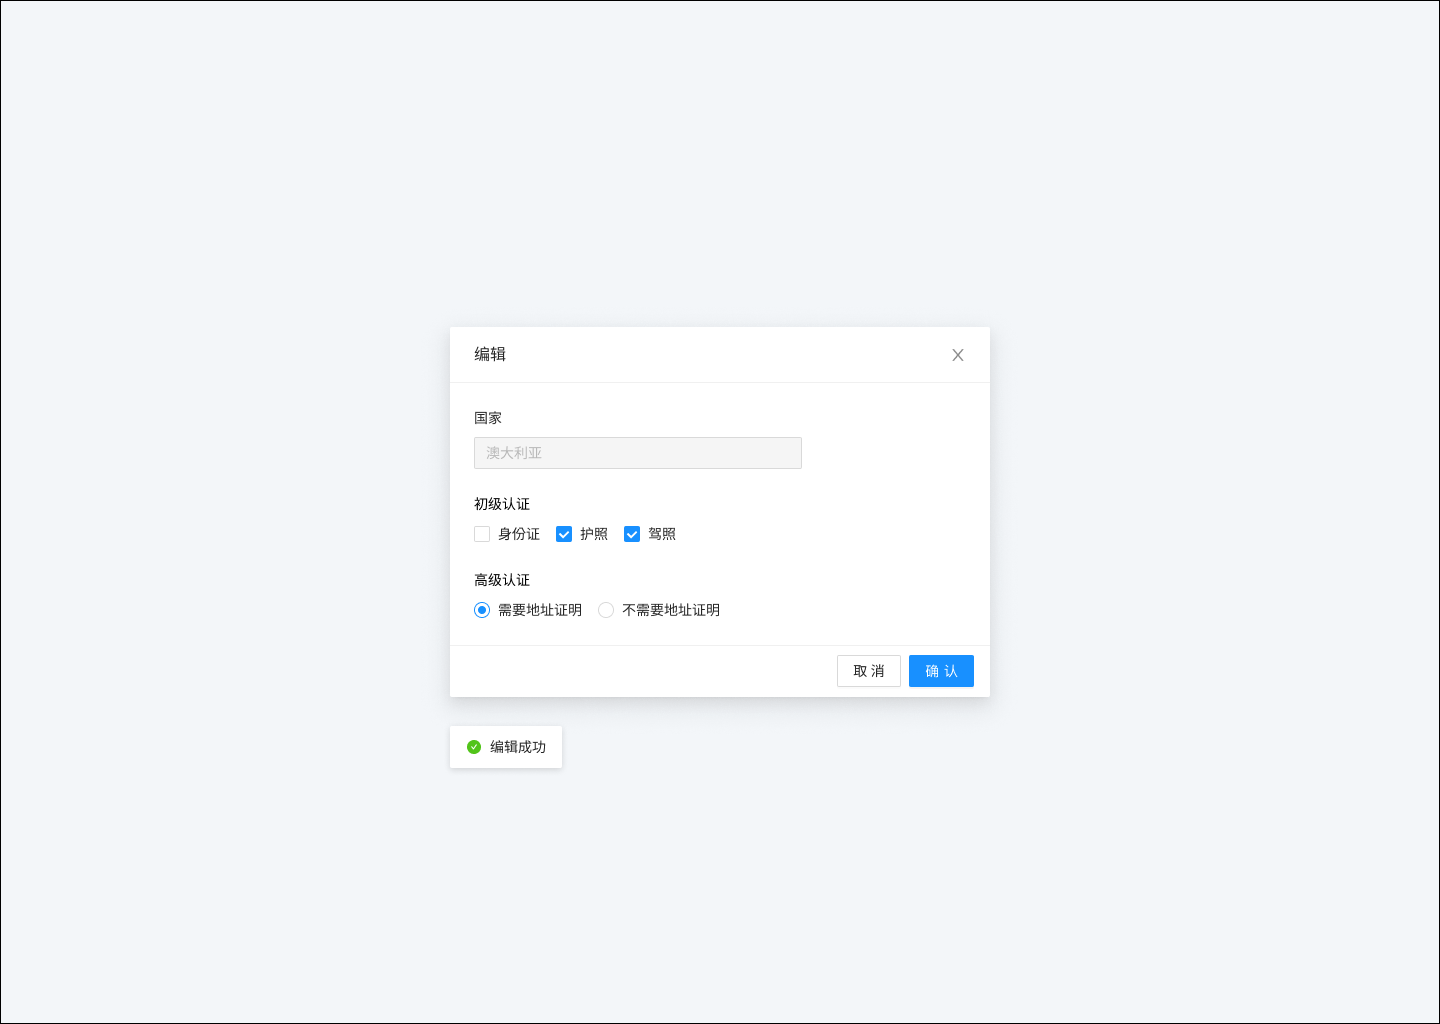 编辑
国家
澳大利亚
初级认证
身份证 护照 驾照
高级认证
需要地址证明 不需要地址证明
取 消 确 认
编辑成功